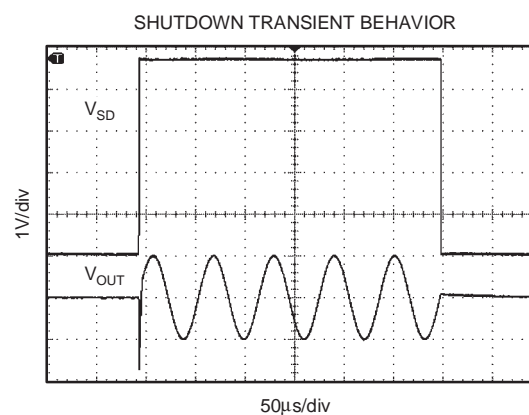 SHUTDOWN TRANSIENT BEHAVIOR
T
V_SD
1V/div
V_OUT
50μs/div